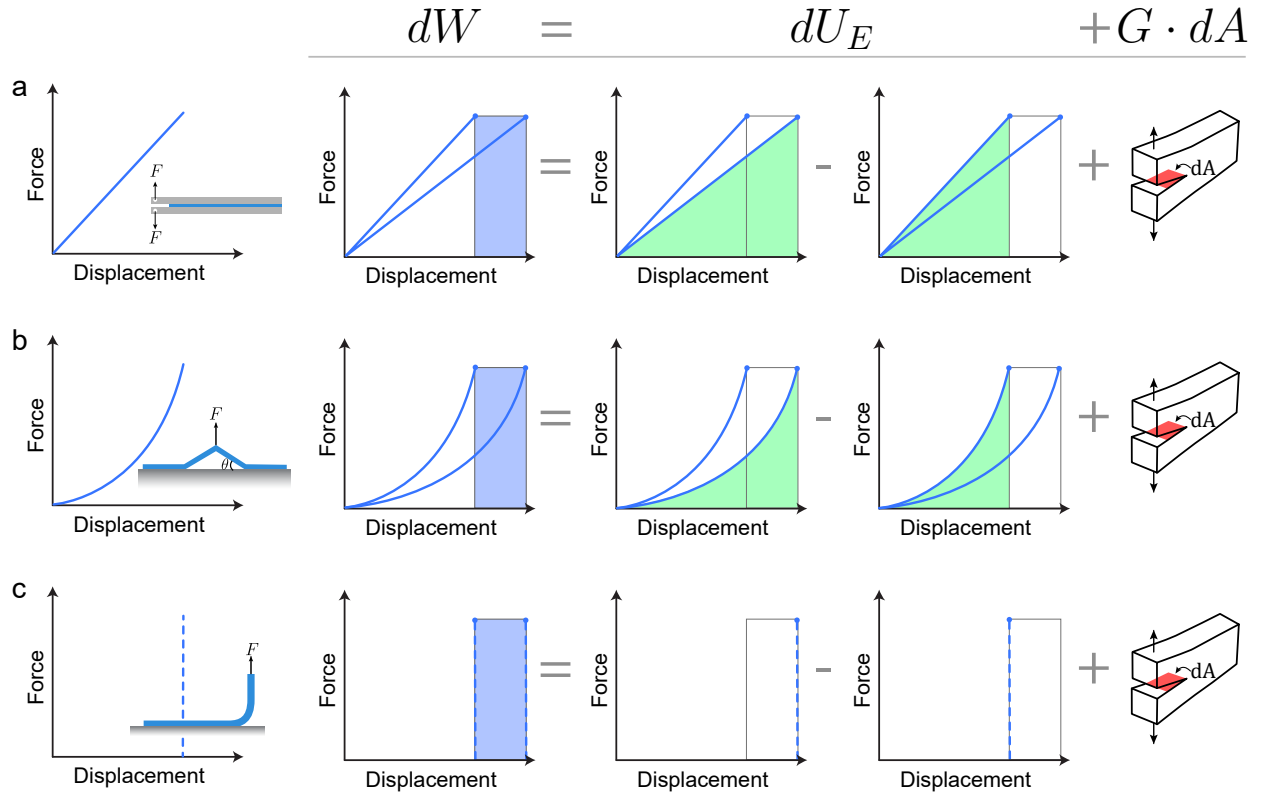 dW = dU_E + G · dA
a
Force
F
F
Displacement
Force
Displacement
=
Force
Displacement
-
Force
Displacement
+
dA
b
Force
F
θ
Displacement
Force
Displacement
=
Force
Displacement
-
Force
Displacement
+
dA
c
Force
F
Displacement
Force
Displacement
=
Force
Displacement
-
Force
Displacement
+
dA